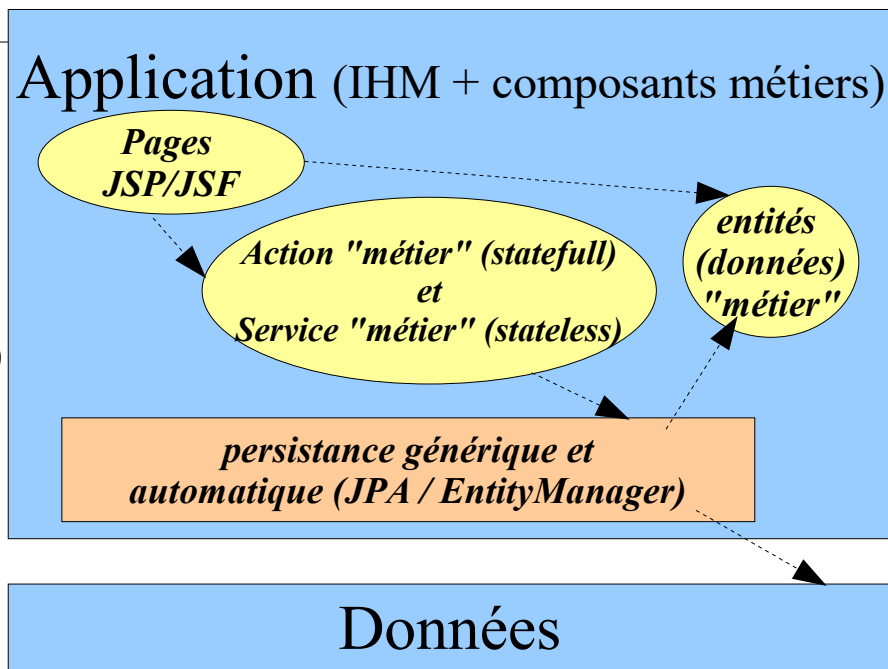 Application (IHM + composants métiers)
Pages
JSP/JSF
entités
(données)
"métier"
Action "métier" (statefull)
et
Service "métier" (stateless)
)
persistance générique et
automatique (JPA / EntityManager)
Données